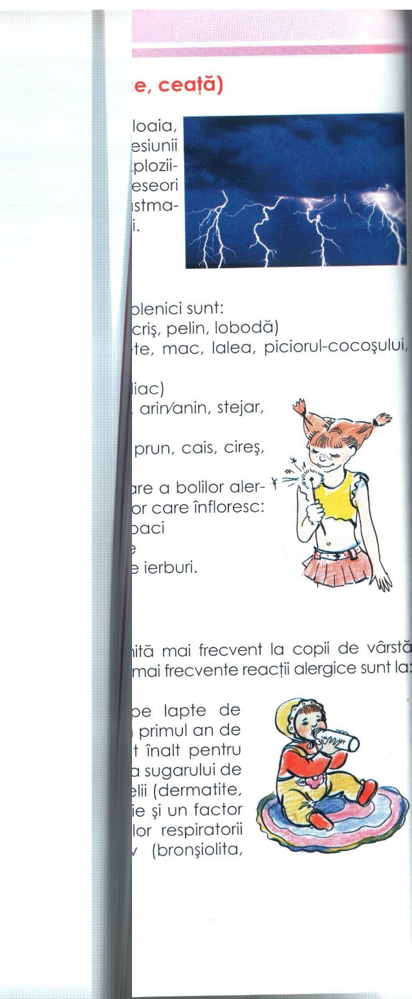 e, ceață)
loaia,
esiunii
plozii-
eseori
astma-
i.
olenici sunt:
criş, pelin, lobodă)
te, mac, lalea, piciorul-cocoşului,
liac)
, arin/anin, stejar,
prun, cais, cireş,
are a bolilor aler-
or care înfloresc:
paci
e
e ierburi.
nită mai frecvent la copii de vârstă
mai frecvente reacții alergice sunt la:
pe lapte de
primul an de
t înalt pentru
a sugarului de
elii (dermatite,
ie şi un factor
lor respiratorii
v (bronşiolita,